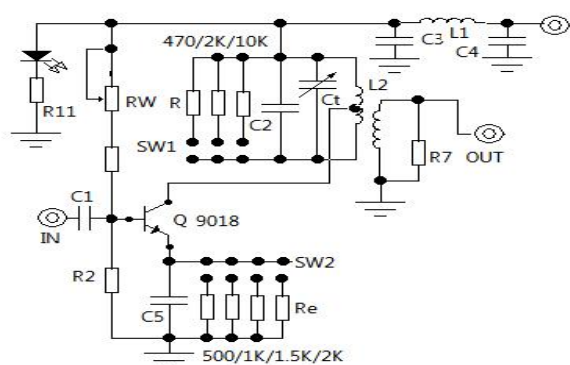 470/2K/10K
C3
L1
C4
R11
RW
R
C2
Ct
L2
SW1
R7
OUT
C1
IN
Q 9018
R2
SW2
C5
Re
500/1K/1.5K/2K